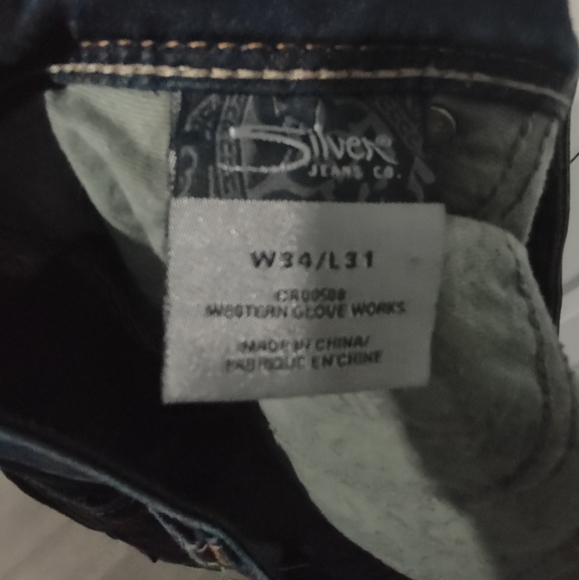 Silver
JEANS CO.
W34/L31
WESTERN GLOVE WORKS
MADE IN CHINA/
FABRIQUE EN CHINE